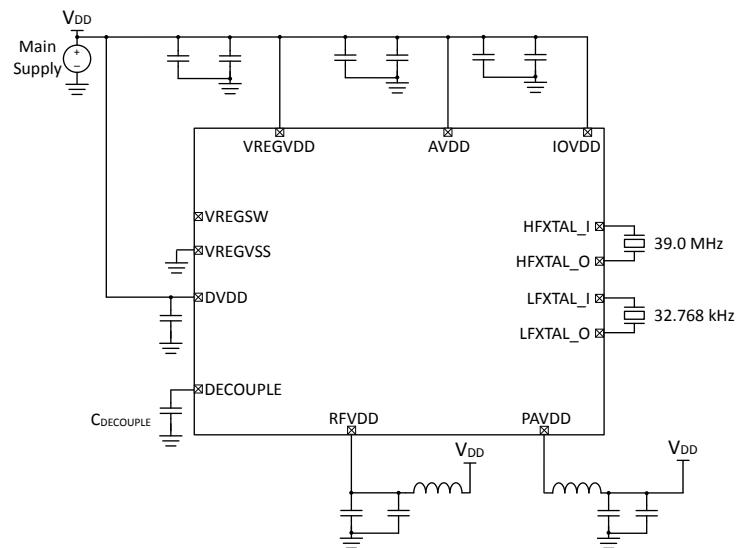 VDD
Main
Supply
+
−
VREGVDD
AVDD
IOVDD
VREGSW
HFXTAL_I
39.0 MHz
VREGVSS
HFXTAL_O
DVDD
LFXTAL_I
32.768 kHz
LFXTAL_O
DECOUPLE
CDECOUPLE
RFVDD
PAVDD
VDD
VDD